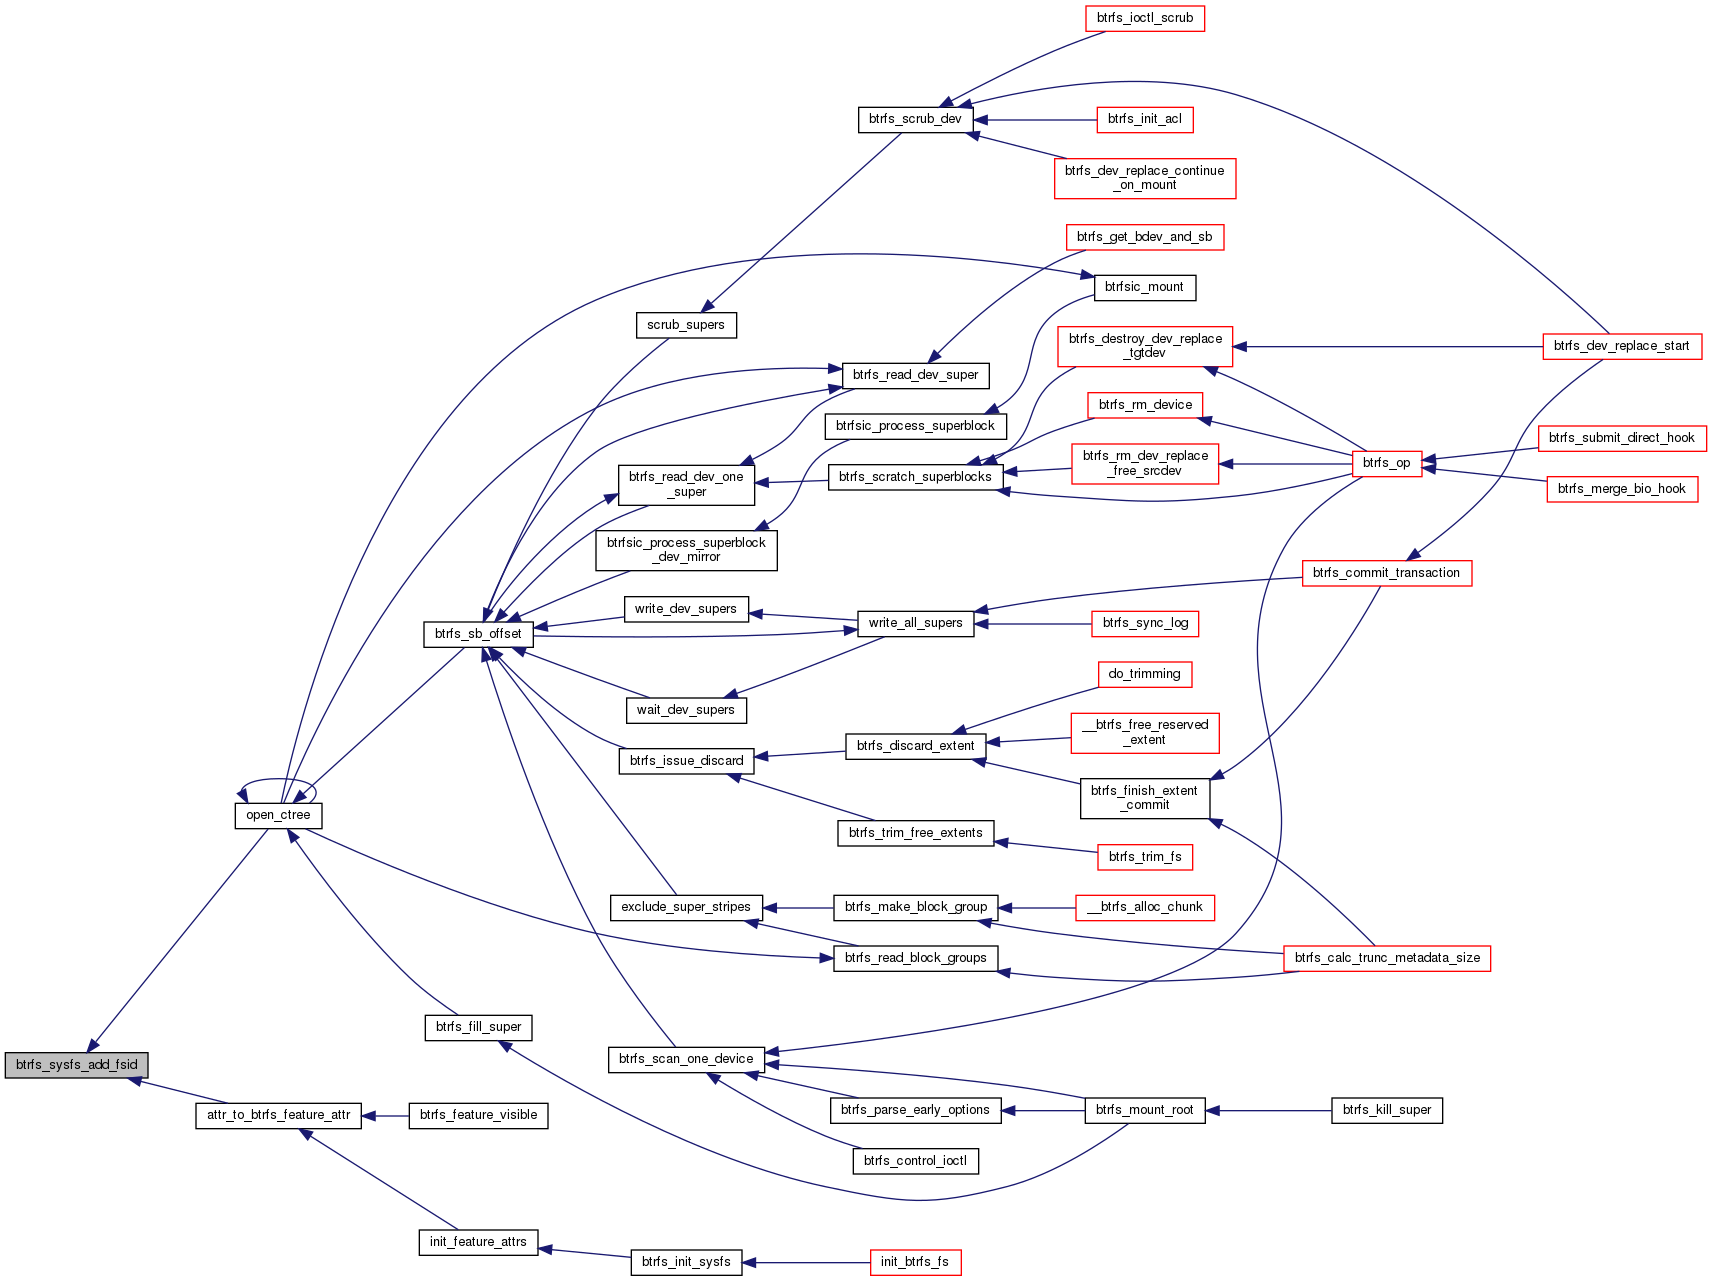 btrfs_ioctl_scrub
btrfs_scrub_dev
btrfs_init_acl
btrfs_dev_replace_continue
_on_mount
btrfs_get_bdev_and_sb
btrfsic_mount
scrub_supers
btrfs_destroy_dev_replace
_tgtdev
btrfs_dev_replace_start
btrfs_read_dev_super
btrfs_rm_device
btrfsic_process_superblock
btrfs_submit_direct_hook
btrfs_rm_dev_replace
_free_srcdev
btrfs_op
btrfs_read_dev_one
_super
btrfs_scratch_superblocks
btrfs_merge_bio_hook
btrfsic_process_superblock
_dev_mirror
btrfs_commit_transaction
write_dev_supers
write_all_supers
btrfs_sync_log
btrfs_sb_offset
do_trimming
wait_dev_supers
__btrfs_free_reserved
_extent
btrfs_discard_extent
btrfs_issue_discard
btrfs_finish_extent
_commit
open_ctree
btrfs_trim_free_extents
btrfs_trim_fs
exclude_super_stripes
btrfs_make_block_group
__btrfs_alloc_chunk
btrfs_read_block_groups
btrfs_calc_trunc_metadata_size
btrfs_fill_super
btrfs_scan_one_device
btrfs_sysfs_add_fsid
attr_to_btrfs_feature_attr
btrfs_feature_visible
btrfs_parse_early_options
btrfs_mount_root
btrfs_kill_super
btrfs_control_ioctl
init_feature_attrs
btrfs_init_sysfs
init_btrfs_fs